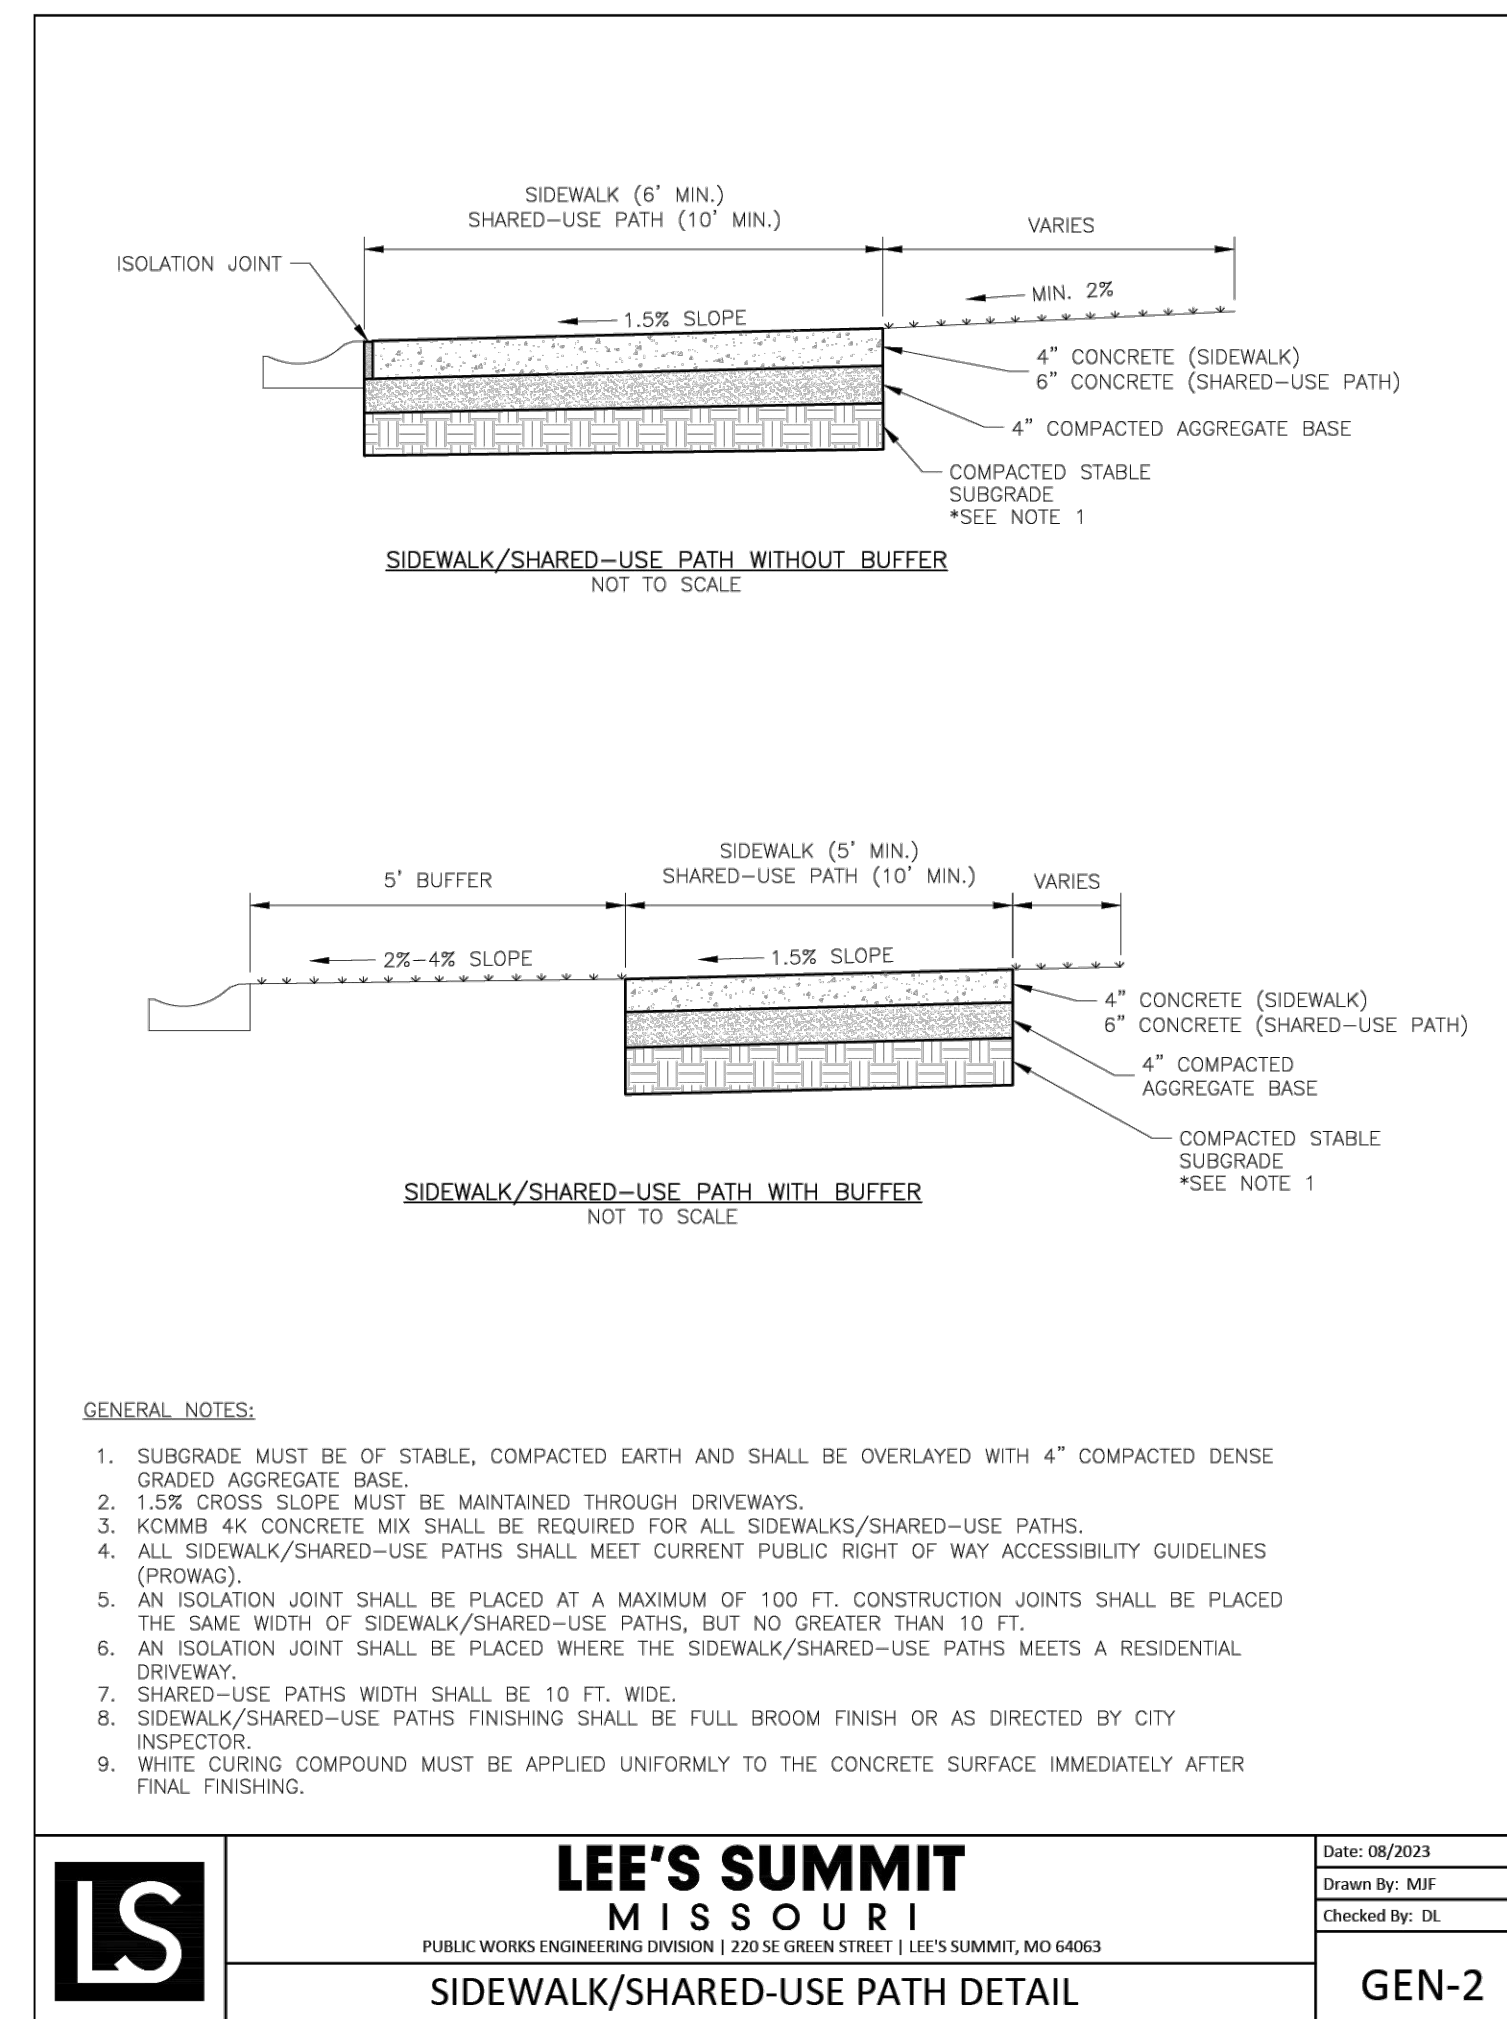 SIDEWALK (6' MIN.)
SHARED-USE PATH (10' MIN.)
VARIES
ISOLATION JOINT
MIN. 2%
1.5% SLOPE
4" CONCRETE (SIDEWALK)
6" CONCRETE (SHARED-USE PATH)
4" COMPACTED AGGREGATE BASE
COMPACTED STABLE
SUBGRADE
*SEE NOTE 1
SIDEWALK/SHARED-USE PATH WITHOUT BUFFER
NOT TO SCALE
SIDEWALK (5' MIN.)
SHARED-USE PATH (10' MIN.)
5' BUFFER
VARIES
2%-4% SLOPE
1.5% SLOPE
4" CONCRETE (SIDEWALK)
6" CONCRETE (SHARED-USE PATH)
4" COMPACTED
AGGREGATE BASE
COMPACTED STABLE
SUBGRADE
*SEE NOTE 1
SIDEWALK/SHARED-USE PATH WITH BUFFER
NOT TO SCALE
GENERAL NOTES:
1. SUBGRADE MUST BE OF STABLE, COMPACTED EARTH AND SHALL BE OVERLAYED WITH 4" COMPACTED DENSE
GRADED AGGREGATE BASE.
2. 1.5% CROSS SLOPE MUST BE MAINTAINED THROUGH DRIVEWAYS.
3. KCMMB 4K CONCRETE MIX SHALL BE REQUIRED FOR ALL SIDEWALKS/SHARED-USE PATHS.
4. ALL SIDEWALK/SHARED-USE PATHS SHALL MEET CURRENT PUBLIC RIGHT OF WAY ACCESSIBILITY GUIDELINES
(PROWAG).
5. AN ISOLATION JOINT SHALL BE PLACED AT A MAXIMUM OF 100 FT. CONSTRUCTION JOINTS SHALL BE PLACED
THE SAME WIDTH OF SIDEWALK/SHARED-USE PATHS, BUT NO GREATER THAN 10 FT.
6. AN ISOLATION JOINT SHALL BE PLACED WHERE THE SIDEWALK/SHARED-USE PATHS MEETS A RESIDENTIAL
DRIVEWAY.
7. SHARED-USE PATHS WIDTH SHALL BE 10 FT. WIDE.
8. SIDEWALK/SHARED-USE PATHS FINISHING SHALL BE FULL BROOM FINISH OR AS DIRECTED BY CITY
INSPECTOR.
9. WHITE CURING COMPOUND MUST BE APPLIED UNIFORMLY TO THE CONCRETE SURFACE IMMEDIATELY AFTER
FINAL FINISHING.
LS
LEE'S SUMMIT
MISSOURI
PUBLIC WORKS ENGINEERING DIVISION | 220 SE GREEN STREET | LEE'S SUMMIT, MO 64063
SIDEWALK/SHARED-USE PATH DETAIL
Date: 08/2023
Drawn By: MJF
Checked By: DL
GEN-2